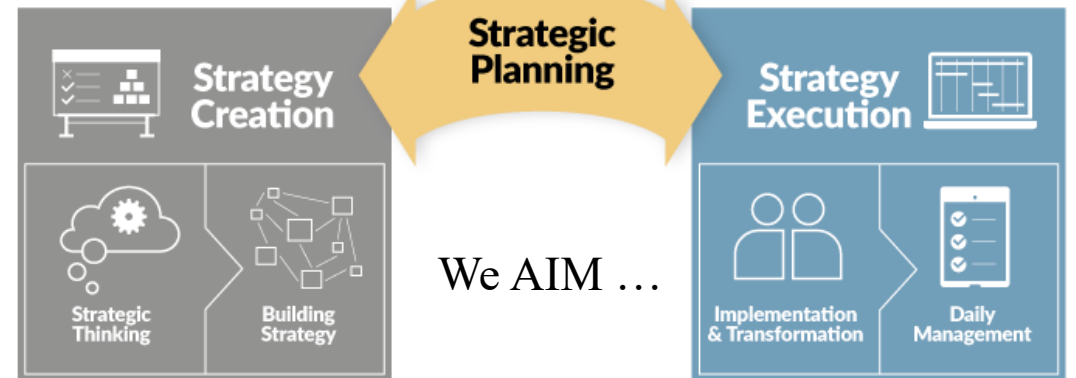 Strategic
Planning
Strategy
Creation
Strategy
Execution
Strategic
Thinking
Building
Strategy
We AIM …
Implementation
& Transformation
Daily
Management